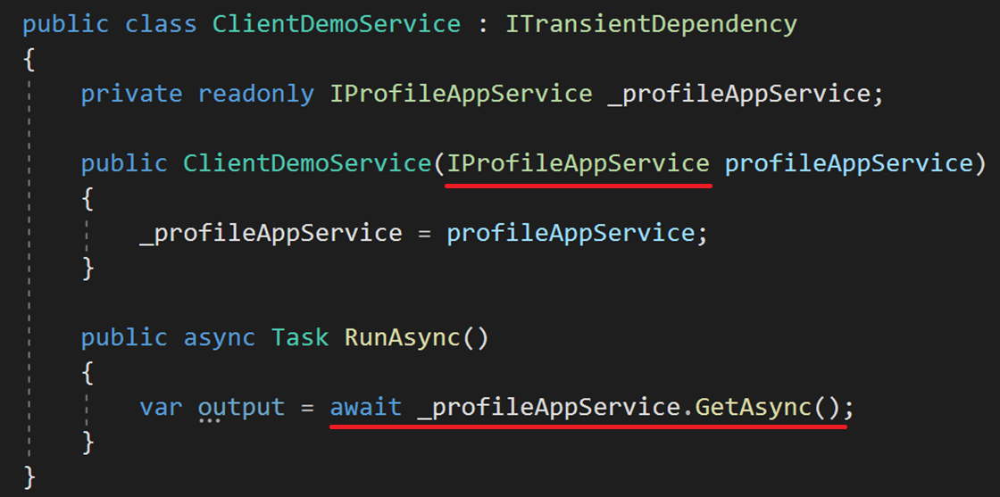 public class ClientDemoService : ITransientDependency
{
private readonly IProfileAppService _profileAppService;
public ClientDemoService(IProfileAppService profileAppService)
{
_profileAppService = profileAppService;
}
public async Task RunAsync()
{
var output = await _profileAppService.GetAsync();
}
}